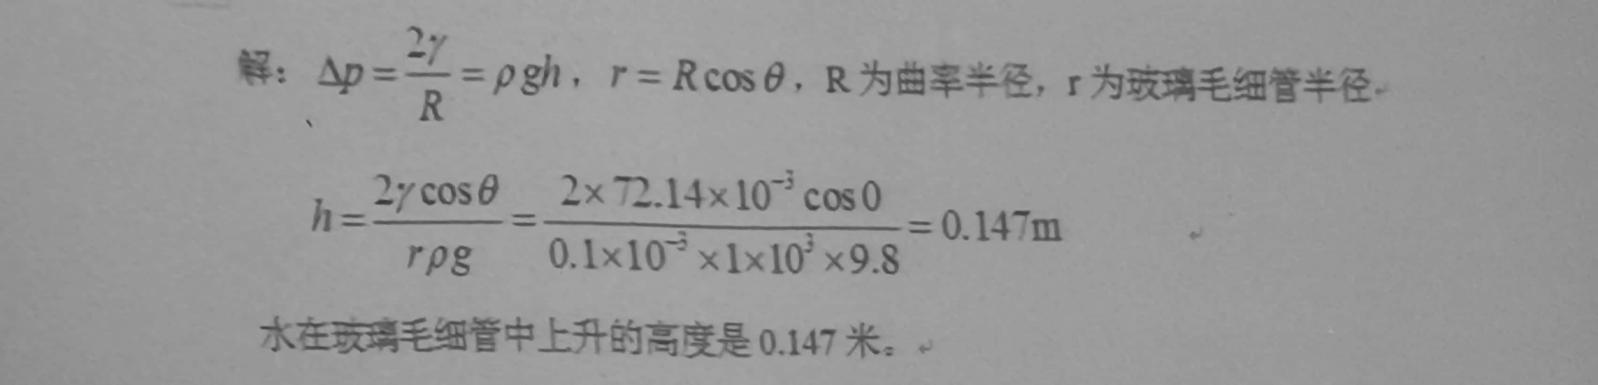 解：Δp = 2γ/R = ρgh，r = R cos θ，R 为曲率半径，r 为玻璃毛细管半径
h = 2γ cos θ / rρg = 2×72.14×10⁻³ cos 0 / 0.1×10⁻³×1×10³×9.8 = 0.147m
水在玻璃毛细管中上升的高度是 0.147 米。